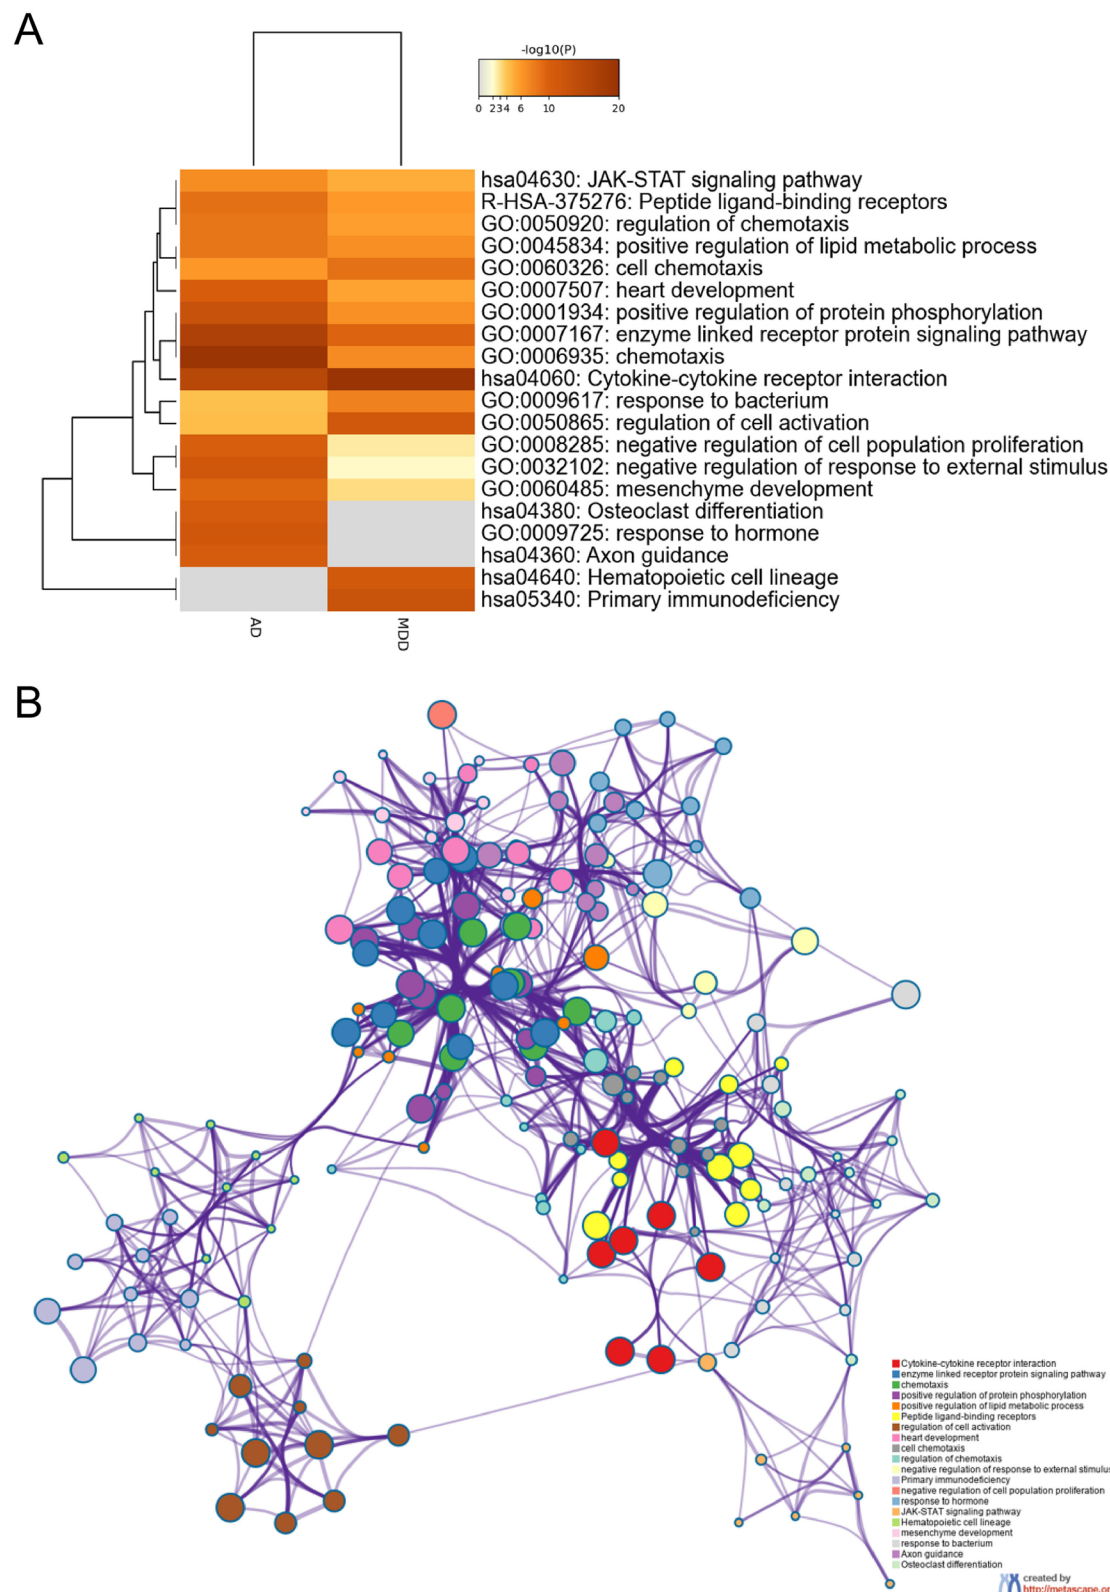 A
-log10(P)
0 2 3 4 6 10 20
hsa04630: JAK-STAT signaling pathway
R-HSA-375276: Peptide ligand-binding receptors
GO:0050920: regulation of chemotaxis
GO:0045834: positive regulation of lipid metabolic process
GO:0060326: cell chemotaxis
GO:0007507: heart development
GO:0001934: positive regulation of protein phosphorylation
GO:0007167: enzyme linked receptor protein signaling pathway
GO:0006935: chemotaxis
hsa04060: Cytokine-cytokine receptor interaction
GO:0009617: response to bacterium
GO:0050865: regulation of cell activation
GO:0008285: negative regulation of cell population proliferation
GO:0032102: negative regulation of response to external stimulus
GO:0060485: mesenchyme development
hsa04380: Osteoclast differentiation
GO:0009725: response to hormone
hsa04360: Axon guidance
hsa04640: Hematopoietic cell lineage
hsa05340: Primary immunodeficiency
AD MDD
B
Cytokine-cytokine receptor interaction
enzyme linked receptor protein signaling pathway
chemotaxis
positive regulation of protein phosphorylation
positive regulation of lipid metabolic process
Peptide ligand-binding receptors
regulation of cell activation
heart development
cell chemotaxis
regulation of chemotaxis
negative regulation of response to external stimulus
Primary immunodeficiency
negative regulation of cell population proliferation
response to hormone
JAK-STAT signaling pathway
Hematopoietic cell lineage
mesenchyme development
response to bacterium
Axon guidance
Osteoclast differentiation
created by
http://metascape.or